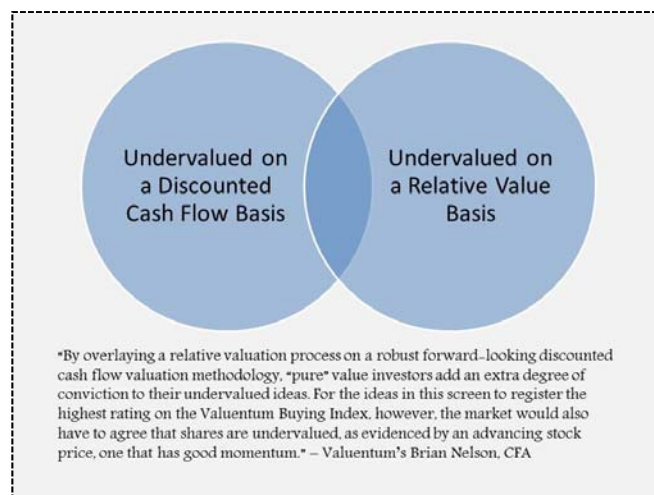 Undervalued on
a Discounted
Cash Flow Basis
Undervalued on
a Relative Value
Basis
"By overlaying a relative valuation process on a robust forward-looking discounted
cash flow valuation methodology, "pure" value investors add an extra degree of
conviction to their undervalued ideas. For the ideas in this screen to register the
highest rating on the Valuentum Buying Index, however, the market would also
have to agree that shares are undervalued, as evidenced by an advancing stock
price, one that has good momentum." – Valuentum's Brian Nelson, CFA